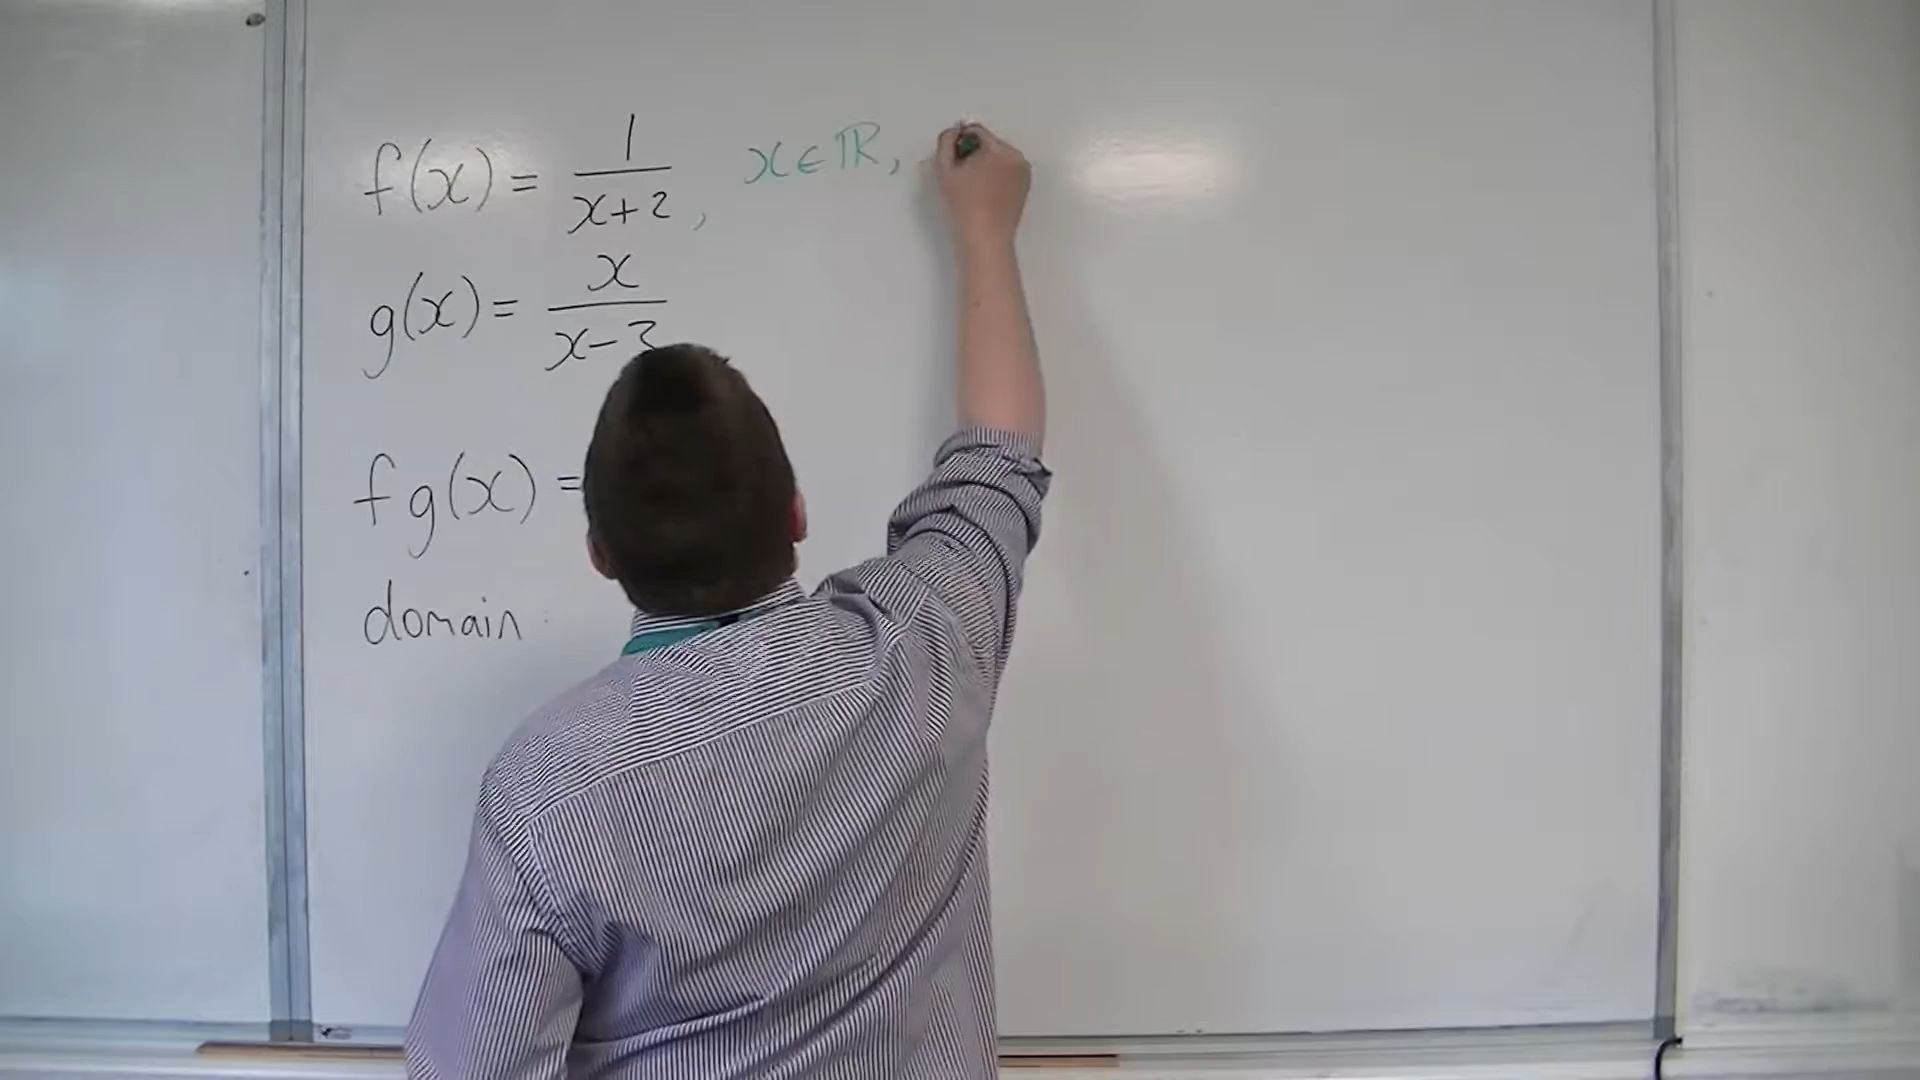 f(x) = 1/(x+2), x∈ℝ,
g(x) = x/(x-3
fg(x) =
domain :